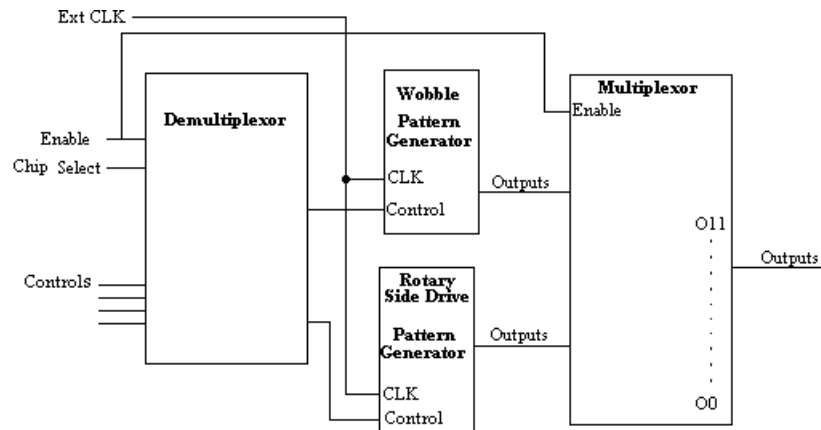 Ext CLK
Demultiplexor
Enable
Chip Select
Controls
Wobble
Pattern
Generator
CLK
Control
Outputs
Rotary
Side Drive
Pattern
Generator
CLK
Control
Outputs
Multiplexor
Enable
O11
O0
Outputs